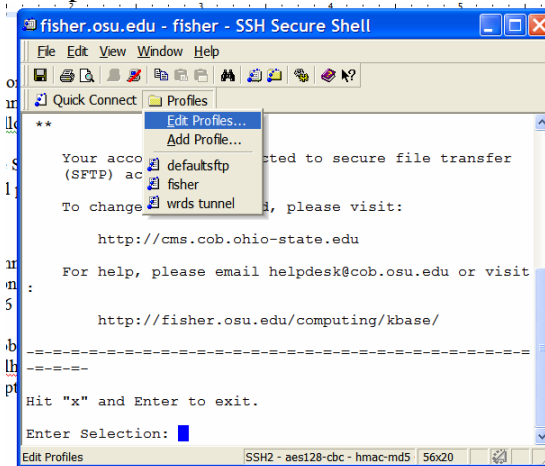 fisher.osu.edu - fisher - SSH Secure Shell
File Edit View Window Help
Quick Connect Profiles
**
Edit Profiles...
Add Profile...
defaultsftp
fisher
wrds tunnel
Your acco cted to secure file transfer
(SFTP) ac
To change d, please visit:
http://cms.cob.ohio-state.edu
For help, please email helpdesk@cob.osu.edu or visit
:
http://fisher.osu.edu/computing/kbase/
-=-=-=-=-=-=-=-=-=-=-=-=-=-=-=-=-=-=-=-=-=-=-=-=-=-=-=-=
-=-=-=-
Hit "x" and Enter to exit.
Enter Selection:
Edit Profiles SSH2 - aes128-cbc - hmac-md5 56x20